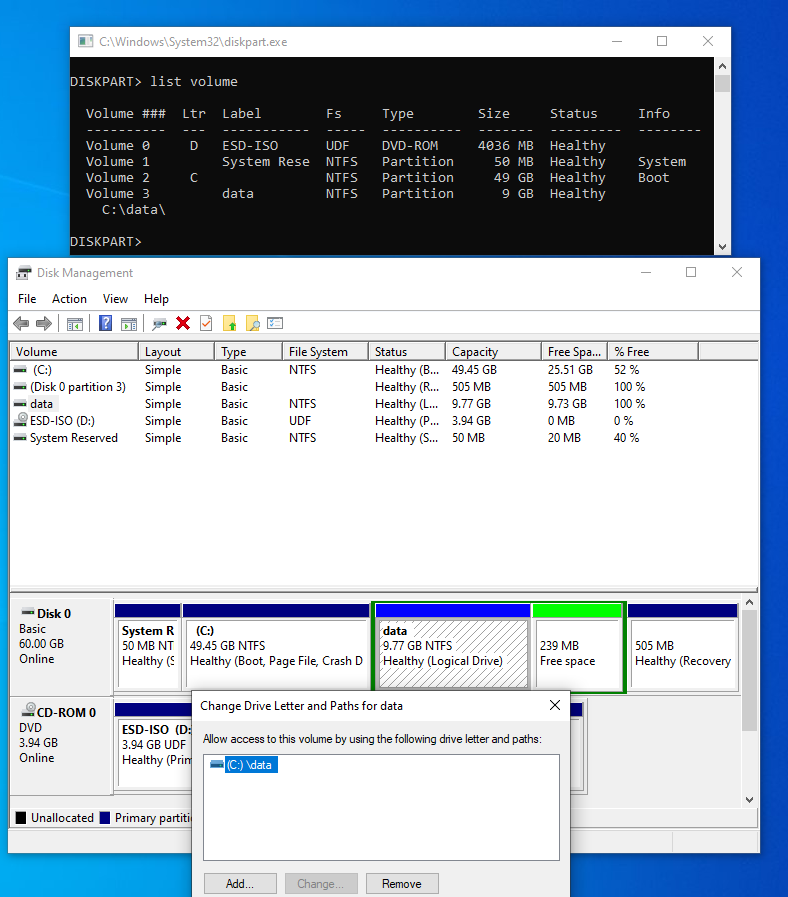 C:\Windows\System32\diskpart.exe
DISKPART> list volume
Volume ### Ltr Label Fs Type Size Status Info
---------- --- ----------- ----- ---------- ------- --------- --------
Volume 0 D ESD-ISO UDF DVD-ROM 4036 MB Healthy
Volume 1 System Rese NTFS Partition 50 MB Healthy System
Volume 2 C NTFS Partition 49 GB Healthy Boot
Volume 3 data NTFS Partition 9 GB Healthy
C:\data\
DISKPART>
Disk Management
File Action View Help
Volume Layout Type File System Status Capacity Free Spa... % Free
(C:) Simple Basic NTFS Healthy (B... 49.45 GB 25.51 GB 52 %
(Disk 0 partition 3) Simple Basic Healthy (R... 505 MB 505 MB 100 %
data Simple Basic NTFS Healthy (L... 9.77 GB 9.73 GB 100 %
ESD-ISO (D:) Simple Basic UDF Healthy (P... 3.94 GB 0 MB 0 %
System Reserved Simple Basic NTFS Healthy (S... 50 MB 20 MB 40 %
Disk 0
Basic
60.00 GB
Online
System R
50 MB NT
Healthy (S
(C:)
49.45 GB NTFS
Healthy (Boot, Page File, Crash D
data
9.77 GB NTFS
Healthy (Logical Drive)
239 MB
Free space
505 MB
Healthy (Recovery
CD-ROM 0
DVD
3.94 GB
Online
ESD-ISO (D:
3.94 GB UDF
Healthy (Prim
Unallocated Primary partiti
Change Drive Letter and Paths for data
Allow access to this volume by using the following drive letter and paths:
(C:) \data
Add... Change... Remove